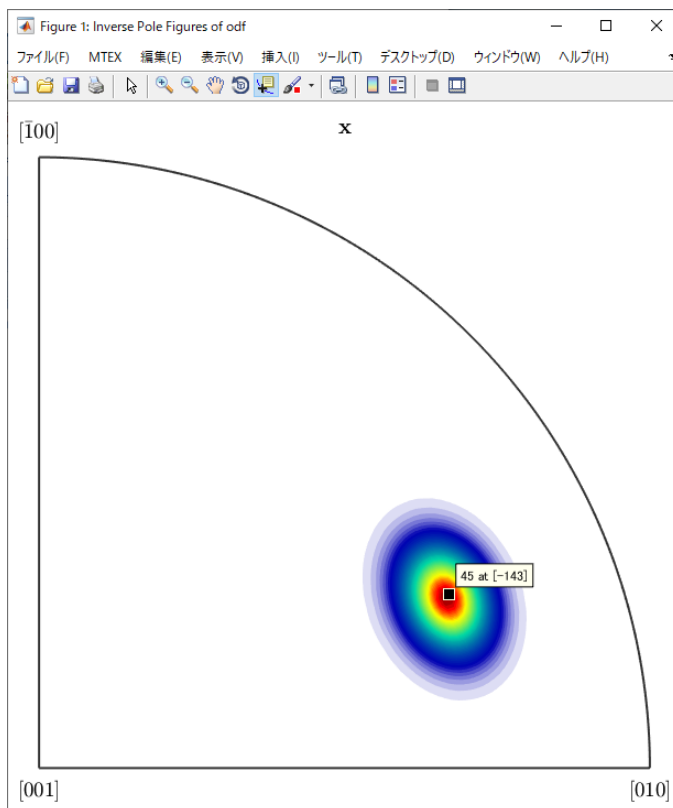 Figure 1: Inverse Pole Figures of odf
ファイル(F) MTEX 編集(E) 表示(V) 挿入(I) ツール(T) デスクトップ(D) ウィンドウ(W) ヘルプ(H)
[1̄00]
x
45 at [-143]
[001]
[010]